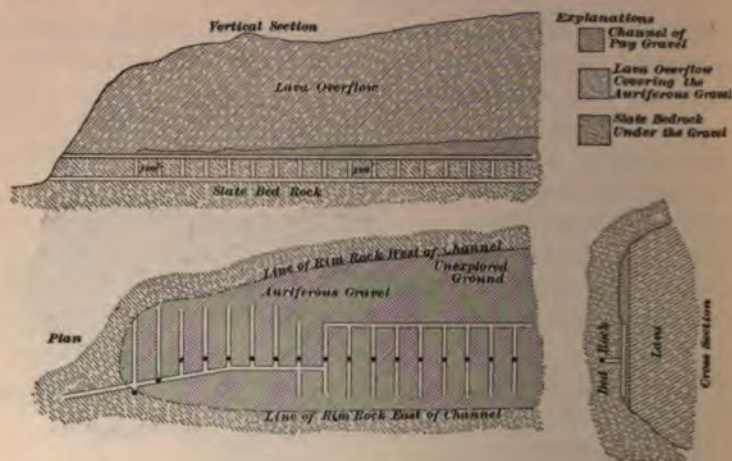 Vertical Section
Lava Overflow
100'
100'
Slate Bed Rock
Explanations
Channel of
Pay Gravel
Lava Overflow
Covering the
Auriferous Gravel
Slate Bedrock
Under the Gravel
Line of Rim Rock West of Channel
Unexplored
Ground
Auriferous Gravel
Plan
Line of Rim Rock East of Channel
Bed Rock
Lava
Cross Section